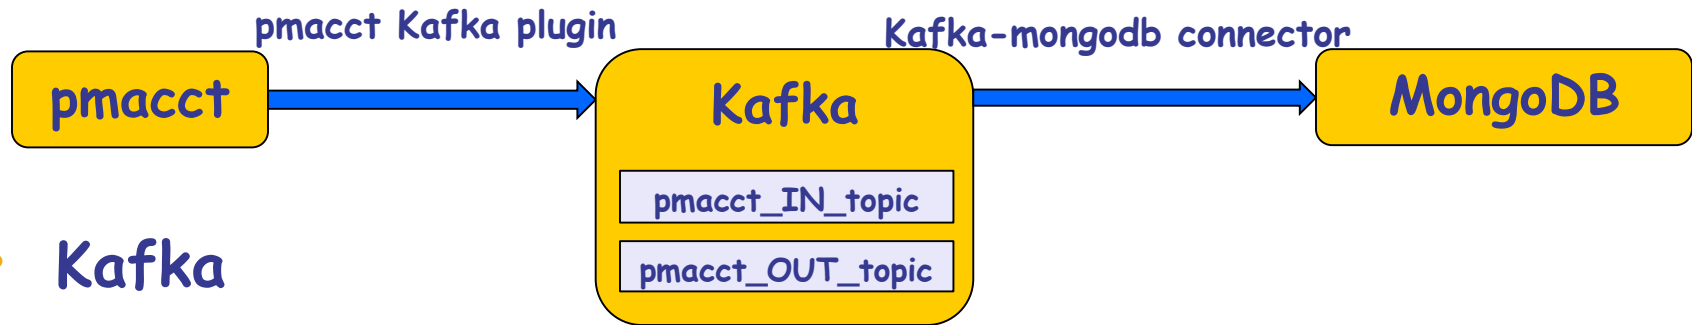 pmacct Kafka plugin
Kafka-mongodb connector
pmacct
Kafka
MongoDB
pmacct_IN_topic
pmacct_OUT_topic
Kafka